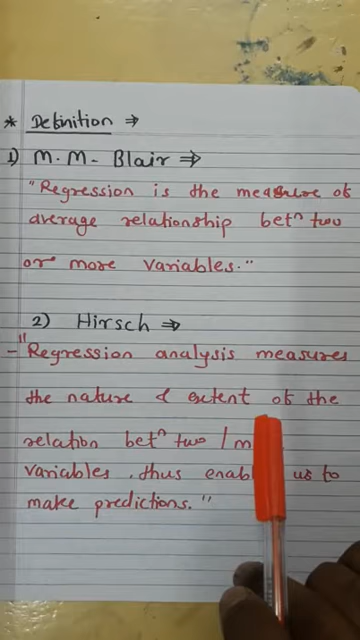 * Definition ⇒
1) M.M- Blair ⇒
"Regression is the measure of
average relationship betⁿ two
or more variables."
2) Hirsch ⇒
-"Regression analysis measures
the nature & extent of the
relation betⁿ two /
variables, thus us to
make predictions."